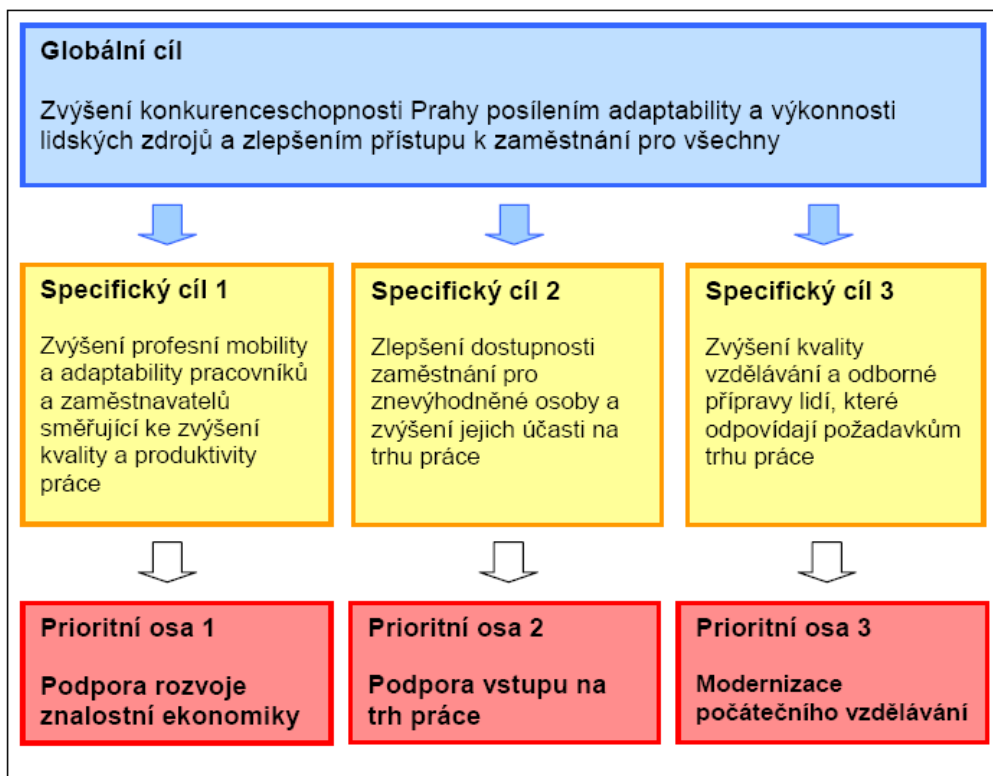 Globální cíl
Zvýšení konkurenceschopnosti Prahy posílením adaptability a výkonnosti
lidských zdrojů a zlepšením přístupu k zaměstnání pro všechny
Specifický cíl 1
Zvýšení profesní mobility
a adaptability pracovníků
a zaměstnavatelů
směřující ke zvýšení
kvality a produktivity
práce
Specifický cíl 2
Zlepšení dostupnosti
zaměstnání pro
znevýhodněné osoby a
zvýšení jejich účasti na
trhu práce
Specifický cíl 3
Zvýšení kvality
vzdělávání a odborné
přípravy lidí, které
odpovídají požadavkům
trhu práce
Prioritní osa 1
Podpora rozvoje
znalostní ekonomiky
Prioritní osa 2
Podpora vstupu na
trh práce
Prioritní osa 3
Modernizace
počátečního vzdělávání